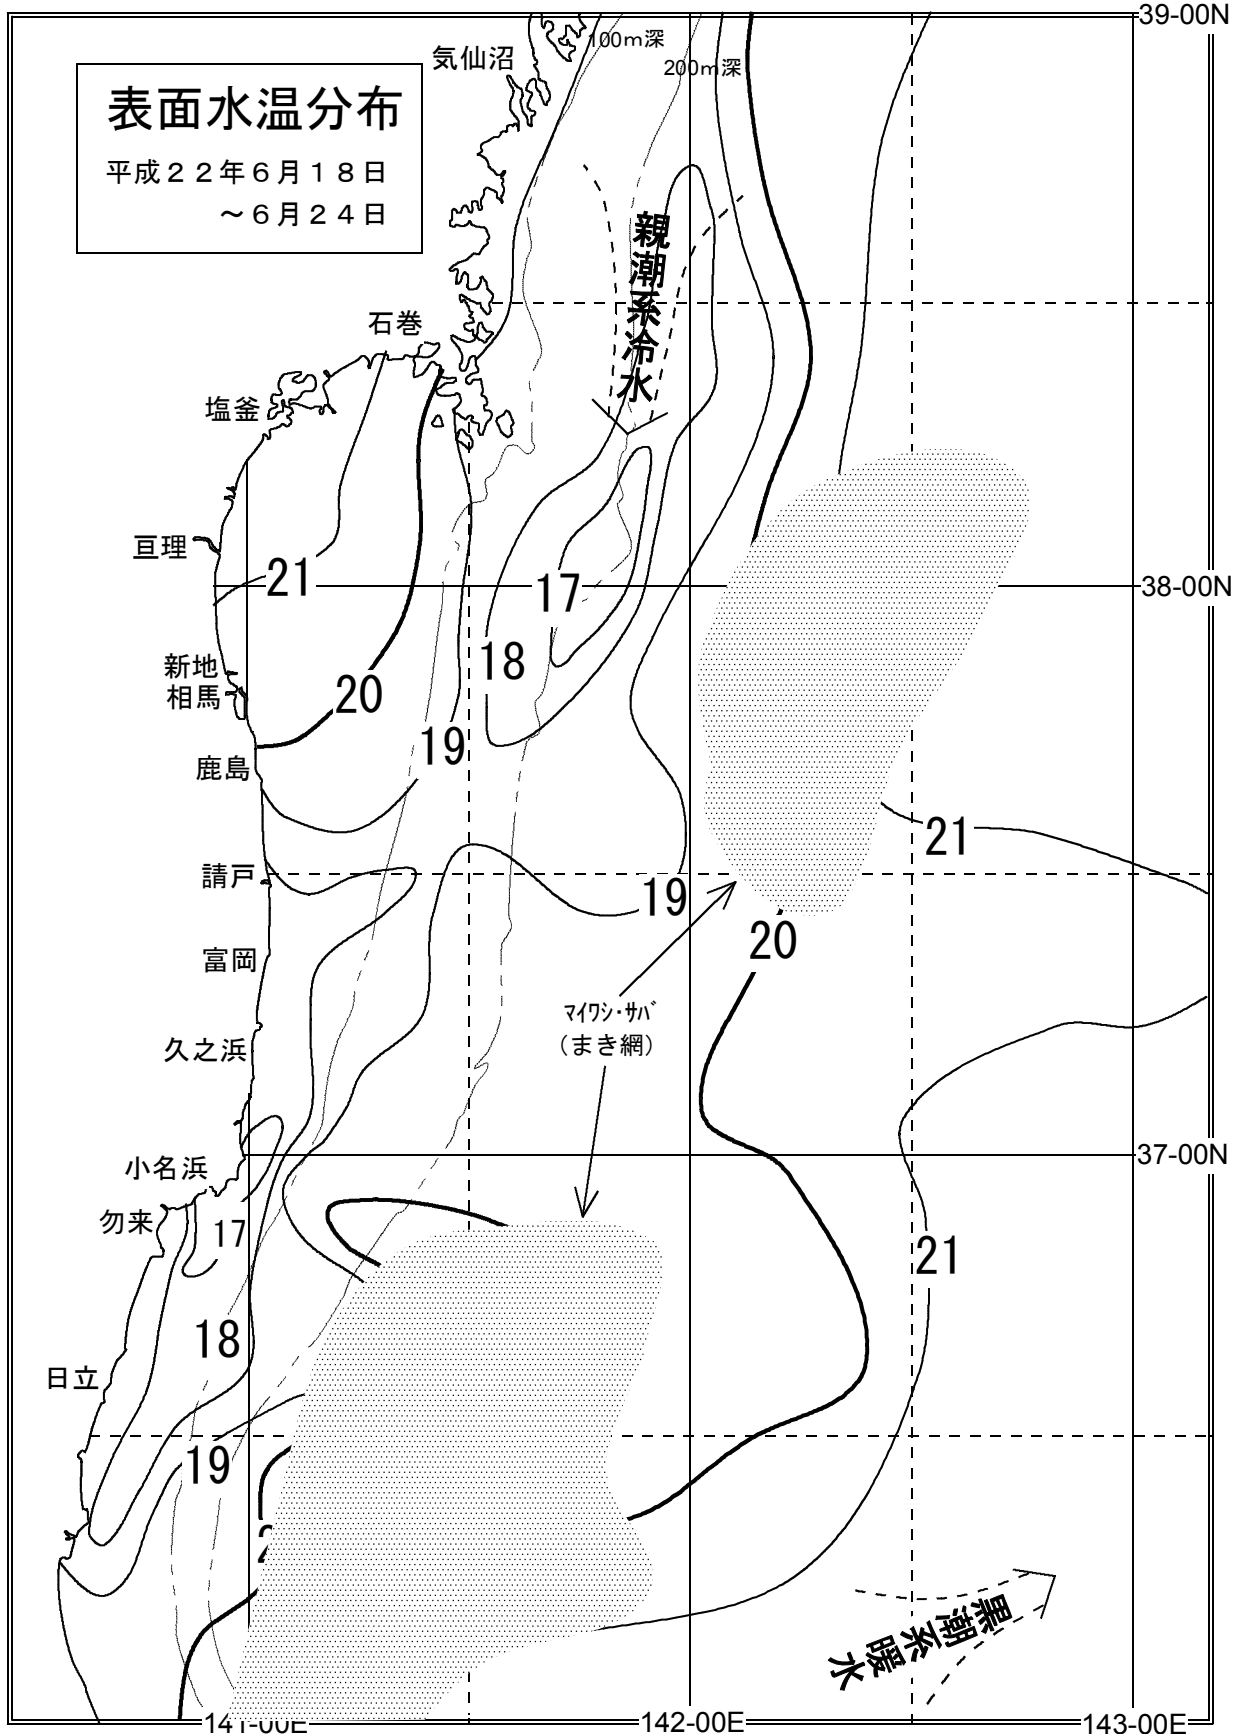 39-00N
気仙沼
100m深
200m深
表面水温分布
平成２２年６月１８日
～６月２４日
親潮系冷水
石巻
塩釜
亘理
21
17
38-00N
新地
相馬
18
20
19
鹿島
21
請戸
19
20
富岡
ﾏｲﾜｼ･ｻﾊﾞ
（まき網）
久之浜
小名浜
37-00N
勿来
17
21
18
日立
19
黒潮系暖水
141-00E
142-00E
143-00E